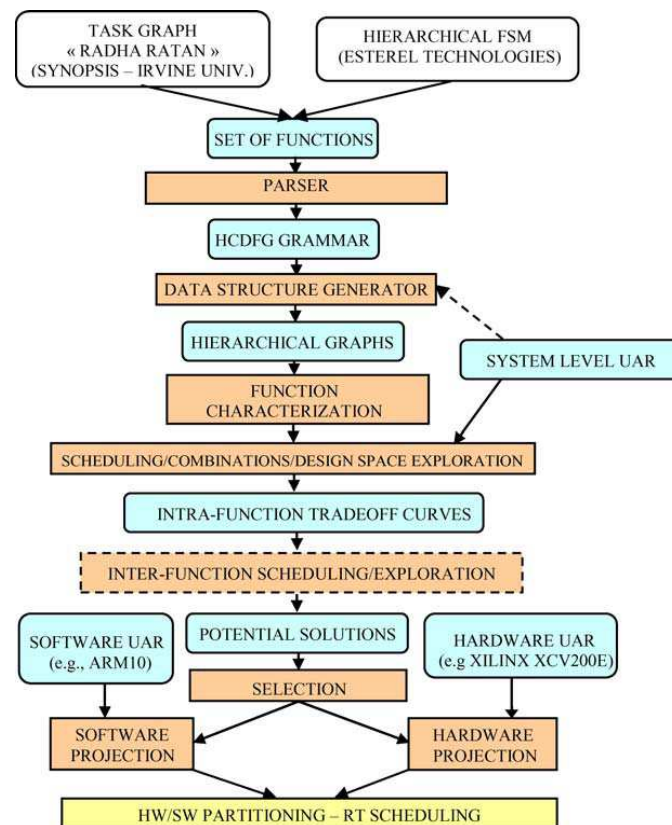 TASK GRAPH
« RADHA RATAN »
(SYNOPSIS – IRVINE UNIV.)
HIERARCHICAL FSM
(ESTEREL TECHNOLOGIES)
SET OF FUNCTIONS
PARSER
HCDFG GRAMMAR
DATA STRUCTURE GENERATOR
HIERARCHICAL GRAPHS
SYSTEM LEVEL UAR
FUNCTION
CHARACTERIZATION
SCHEDULING/COMBINATIONS/DESIGN SPACE EXPLORATION
INTRA-FUNCTION TRADEOFF CURVES
INTER-FUNCTION SCHEDULING/EXPLORATION
SOFTWARE UAR
(e.g., ARM10)
POTENTIAL SOLUTIONS
HARDWARE UAR
(e.g XILINX XCV200E)
SELECTION
SOFTWARE
PROJECTION
HARDWARE
PROJECTION
HW/SW PARTITIONING – RT SCHEDULING